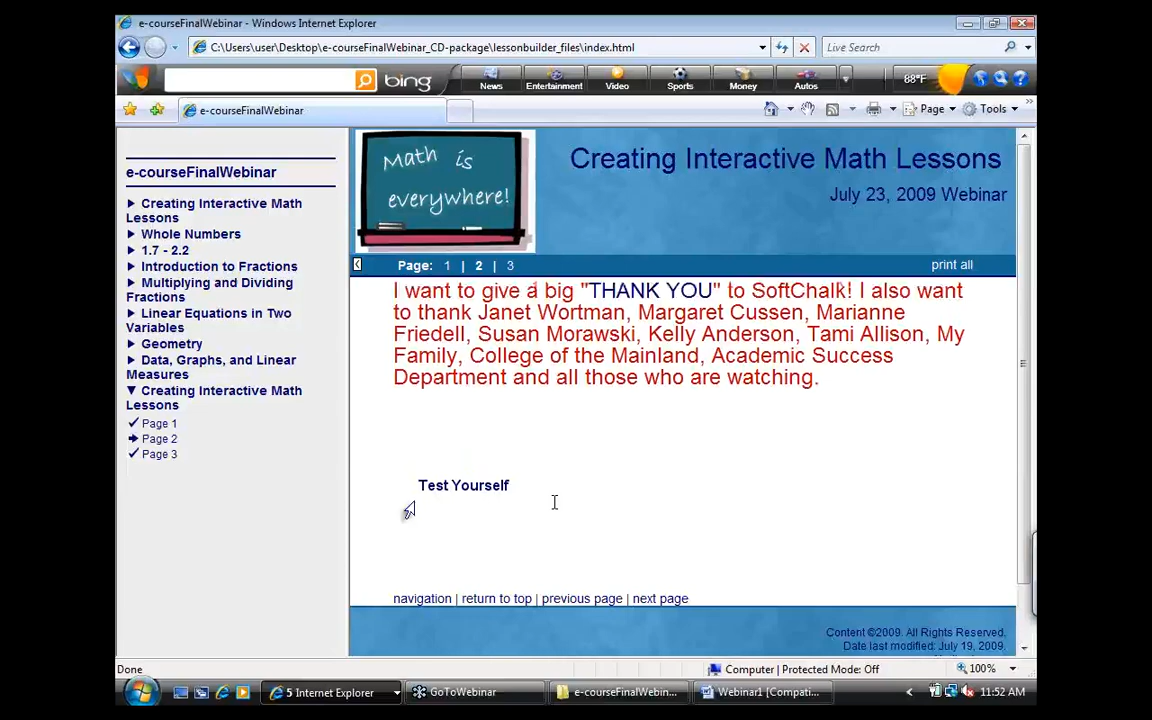 e-courseFinalWebinar - Windows Internet Explorer
C:\Users\user\Desktop\e-courseFinalWebinar_CD-package\lessonbuilder_files\index.html
Live Search
bing
News
Entertainment
Video
Sports
Money
Autos
88°F
e-courseFinalWebinar
Page
Tools
e-courseFinalWebinar
Creating Interactive Math
Lessons
Whole Numbers
1.7 - 2.2
Introduction to Fractions
Multiplying and Dividing
Fractions
Linear Equations in Two
Variables
Geometry
Data, Graphs, and Linear
Measures
Creating Interactive Math
Lessons
Page 1
Page 2
Page 3
Math is
everywhere!
Creating Interactive Math Lessons
July 23, 2009 Webinar
Page: 1 | 2 | 3
print all
I want to give a big "THANK YOU" to SoftChalk! I also want
to thank Janet Wortman, Margaret Cussen, Marianne
Friedell, Susan Morawski, Kelly Anderson, Tami Allison, My
Family, College of the Mainland, Academic Success
Department and all those who are watching.
Test Yourself
navigation | return to top | previous page | next page
Content ©2009. All Rights Reserved.
Date last modified: July 19, 2009.
Done
Computer | Protected Mode: Off
100%
5 Internet Explorer
GoToWebinar
e-courseFinalWebin...
Webinar1 [Compati...
11:52 AM